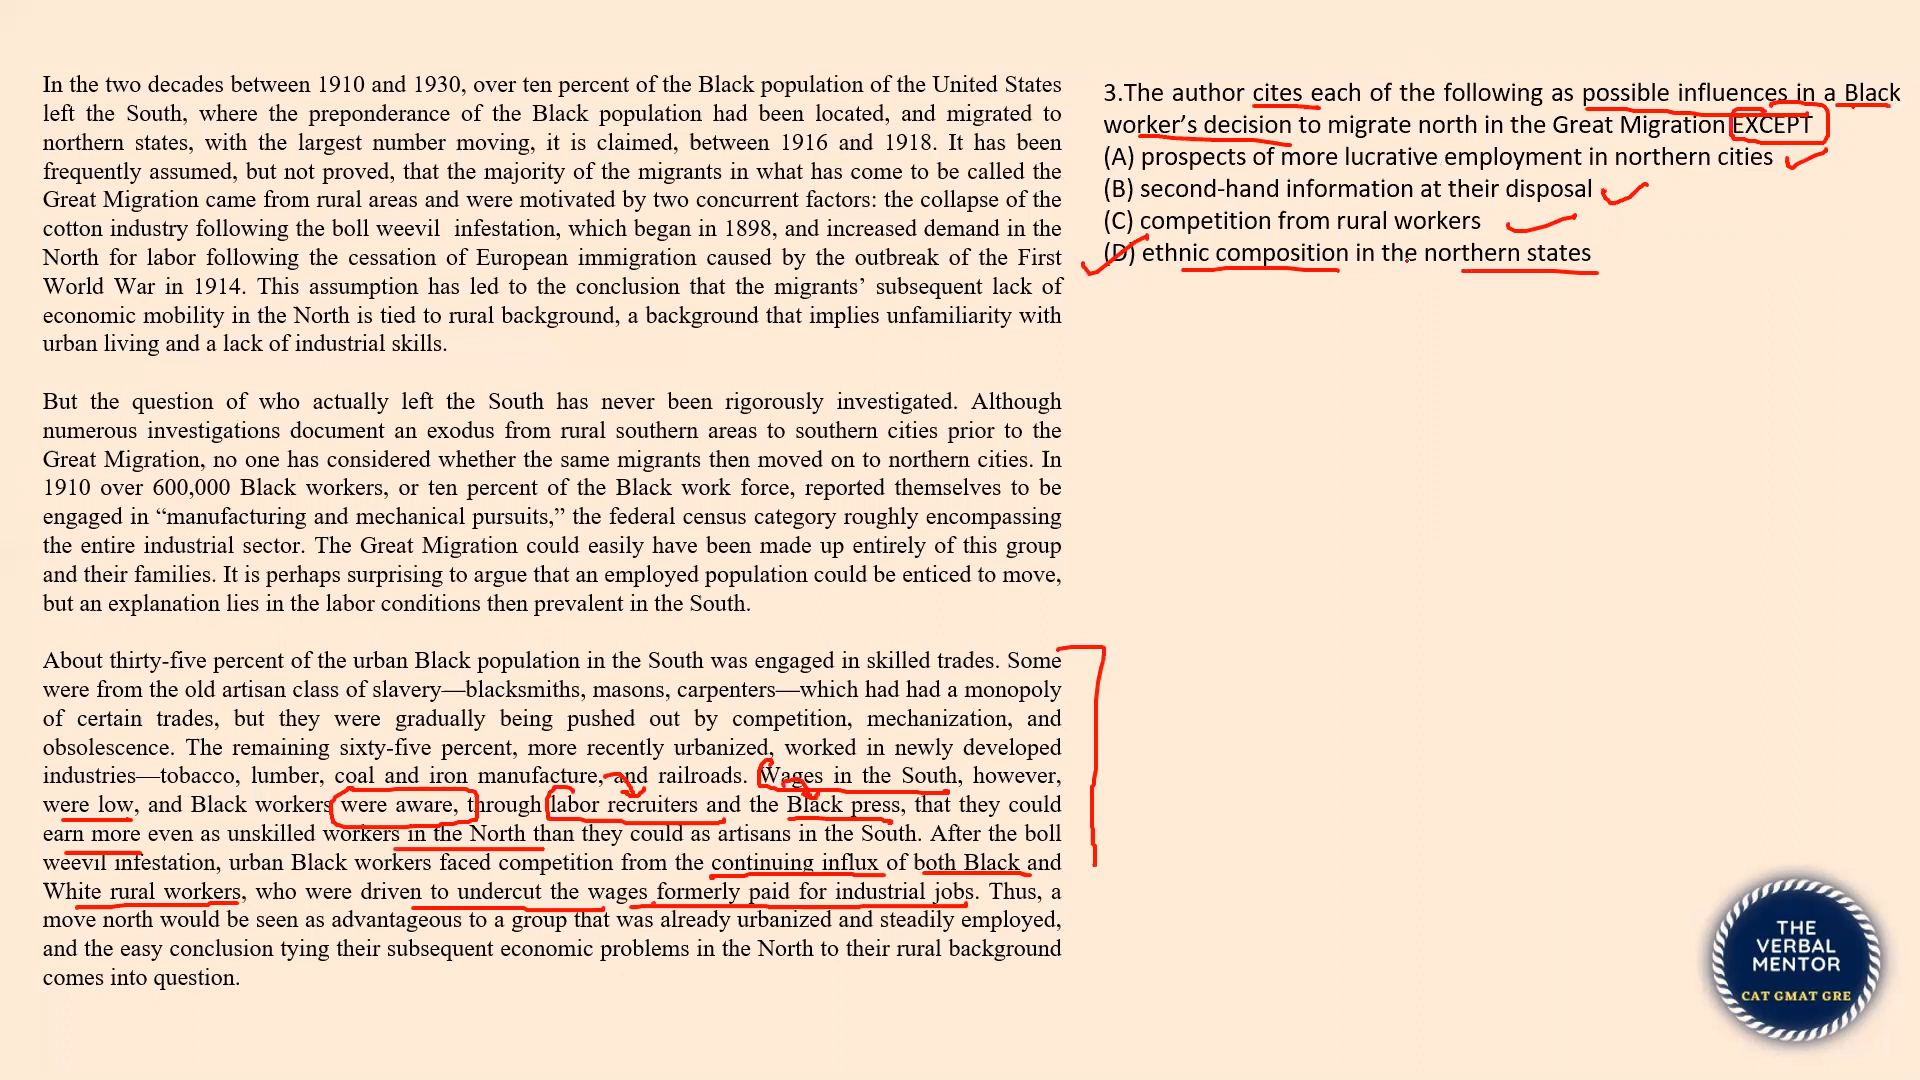 In the two decades between 1910 and 1930, over ten percent of the Black population of the United States
left the South, where the preponderance of the Black population had been located, and migrated to
northern states, with the largest number moving, it is claimed, between 1916 and 1918. It has been
frequently assumed, but not proved, that the majority of the migrants in what has come to be called the
Great Migration came from rural areas and were motivated by two concurrent factors: the collapse of the
cotton industry following the boll weevil infestation, which began in 1898, and increased demand in the
North for labor following the cessation of European immigration caused by the outbreak of the First
World War in 1914. This assumption has led to the conclusion that the migrants’ subsequent lack of
economic mobility in the North is tied to rural background, a background that implies unfamiliarity with
urban living and a lack of industrial skills.
But the question of who actually left the South has never been rigorously investigated. Although
numerous investigations document an exodus from rural southern areas to southern cities prior to the
Great Migration, no one has considered whether the same migrants then moved on to northern cities. In
1910 over 600,000 Black workers, or ten percent of the Black work force, reported themselves to be
engaged in “manufacturing and mechanical pursuits,” the federal census category roughly encompassing
the entire industrial sector. The Great Migration could easily have been made up entirely of this group
and their families. It is perhaps surprising to argue that an employed population could be enticed to move,
but an explanation lies in the labor conditions then prevalent in the South.
About thirty-five percent of the urban Black population in the South was engaged in skilled trades. Some
were from the old artisan class of slavery—blacksmiths, masons, carpenters—which had had a monopoly
of certain trades, but they were gradually being pushed out by competition, mechanization, and
obsolescence. The remaining sixty-five percent, more recently urbanized, worked in newly developed
industries—tobacco, lumber, coal and iron manufacture, and railroads. Wages in the South, however,
were low, and Black workers were aware, through labor recruiters and the Black press, that they could
earn more even as unskilled workers in the North than they could as artisans in the South. After the boll
weevil infestation, urban Black workers faced competition from the continuing influx of both Black and
White rural workers, who were driven to undercut the wages formerly paid for industrial jobs. Thus, a
move north would be seen as advantageous to a group that was already urbanized and steadily employed,
and the easy conclusion tying their subsequent economic problems in the North to their rural background
comes into question.
3.The author cites each of the following as possible influences in a Black
worker’s decision to migrate north in the Great Migration EXCEPT
(A) prospects of more lucrative employment in northern cities
(B) second-hand information at their disposal
(C) competition from rural workers
(D) ethnic composition in the northern states
THE
VERBAL
MENTOR
CAT GMAT GRE